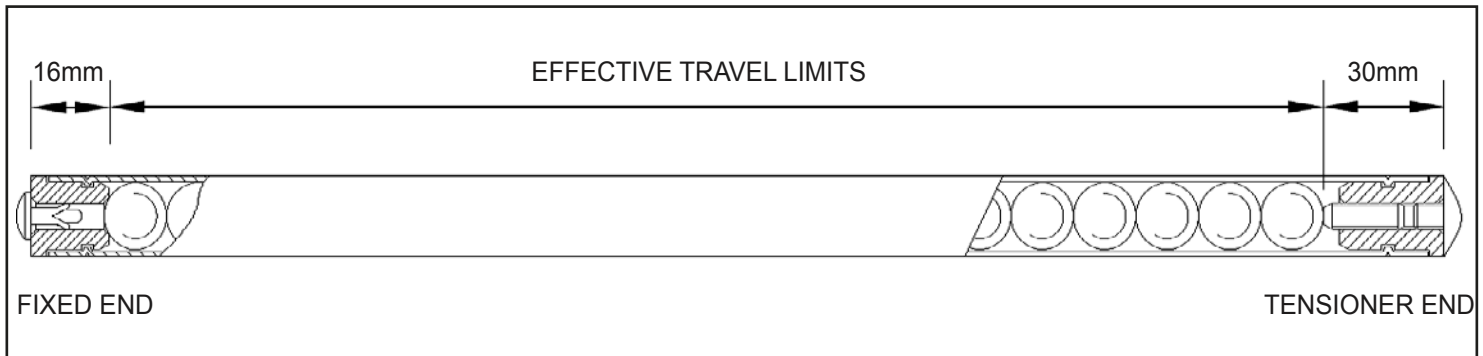 16mm EFFECTIVE TRAVEL LIMITS 30mm
FIXED END TENSIONER END